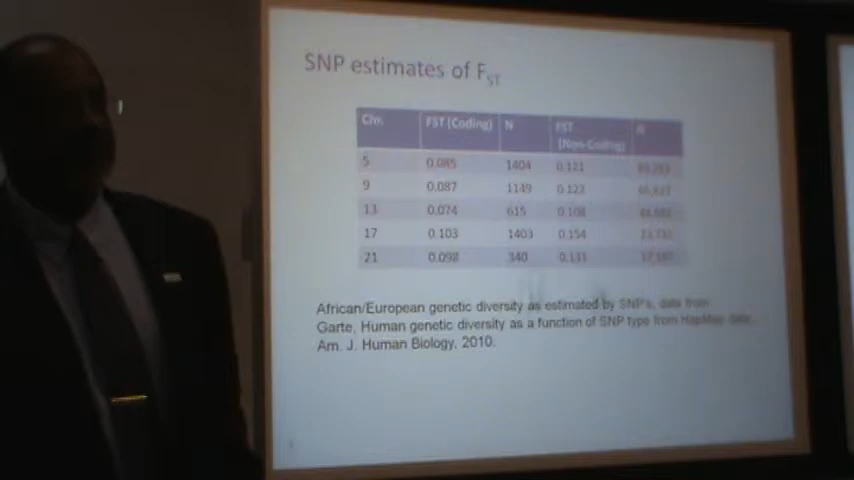 SNP estimates of FST
Chr. FST (Coding) N FST (Non-Coding) N
5 0.085 1404 0.121
9 0.087 1149 0.122
13 0.074 615 0.108
17 0.103 1403 0.154
21 0.098 340 0.131
African/European genetic diversity as estimated by SNPs, data from
Garte, Human genetic diversity as a function of SNP type from HapMap data.
Am. J. Human Biology, 2010.